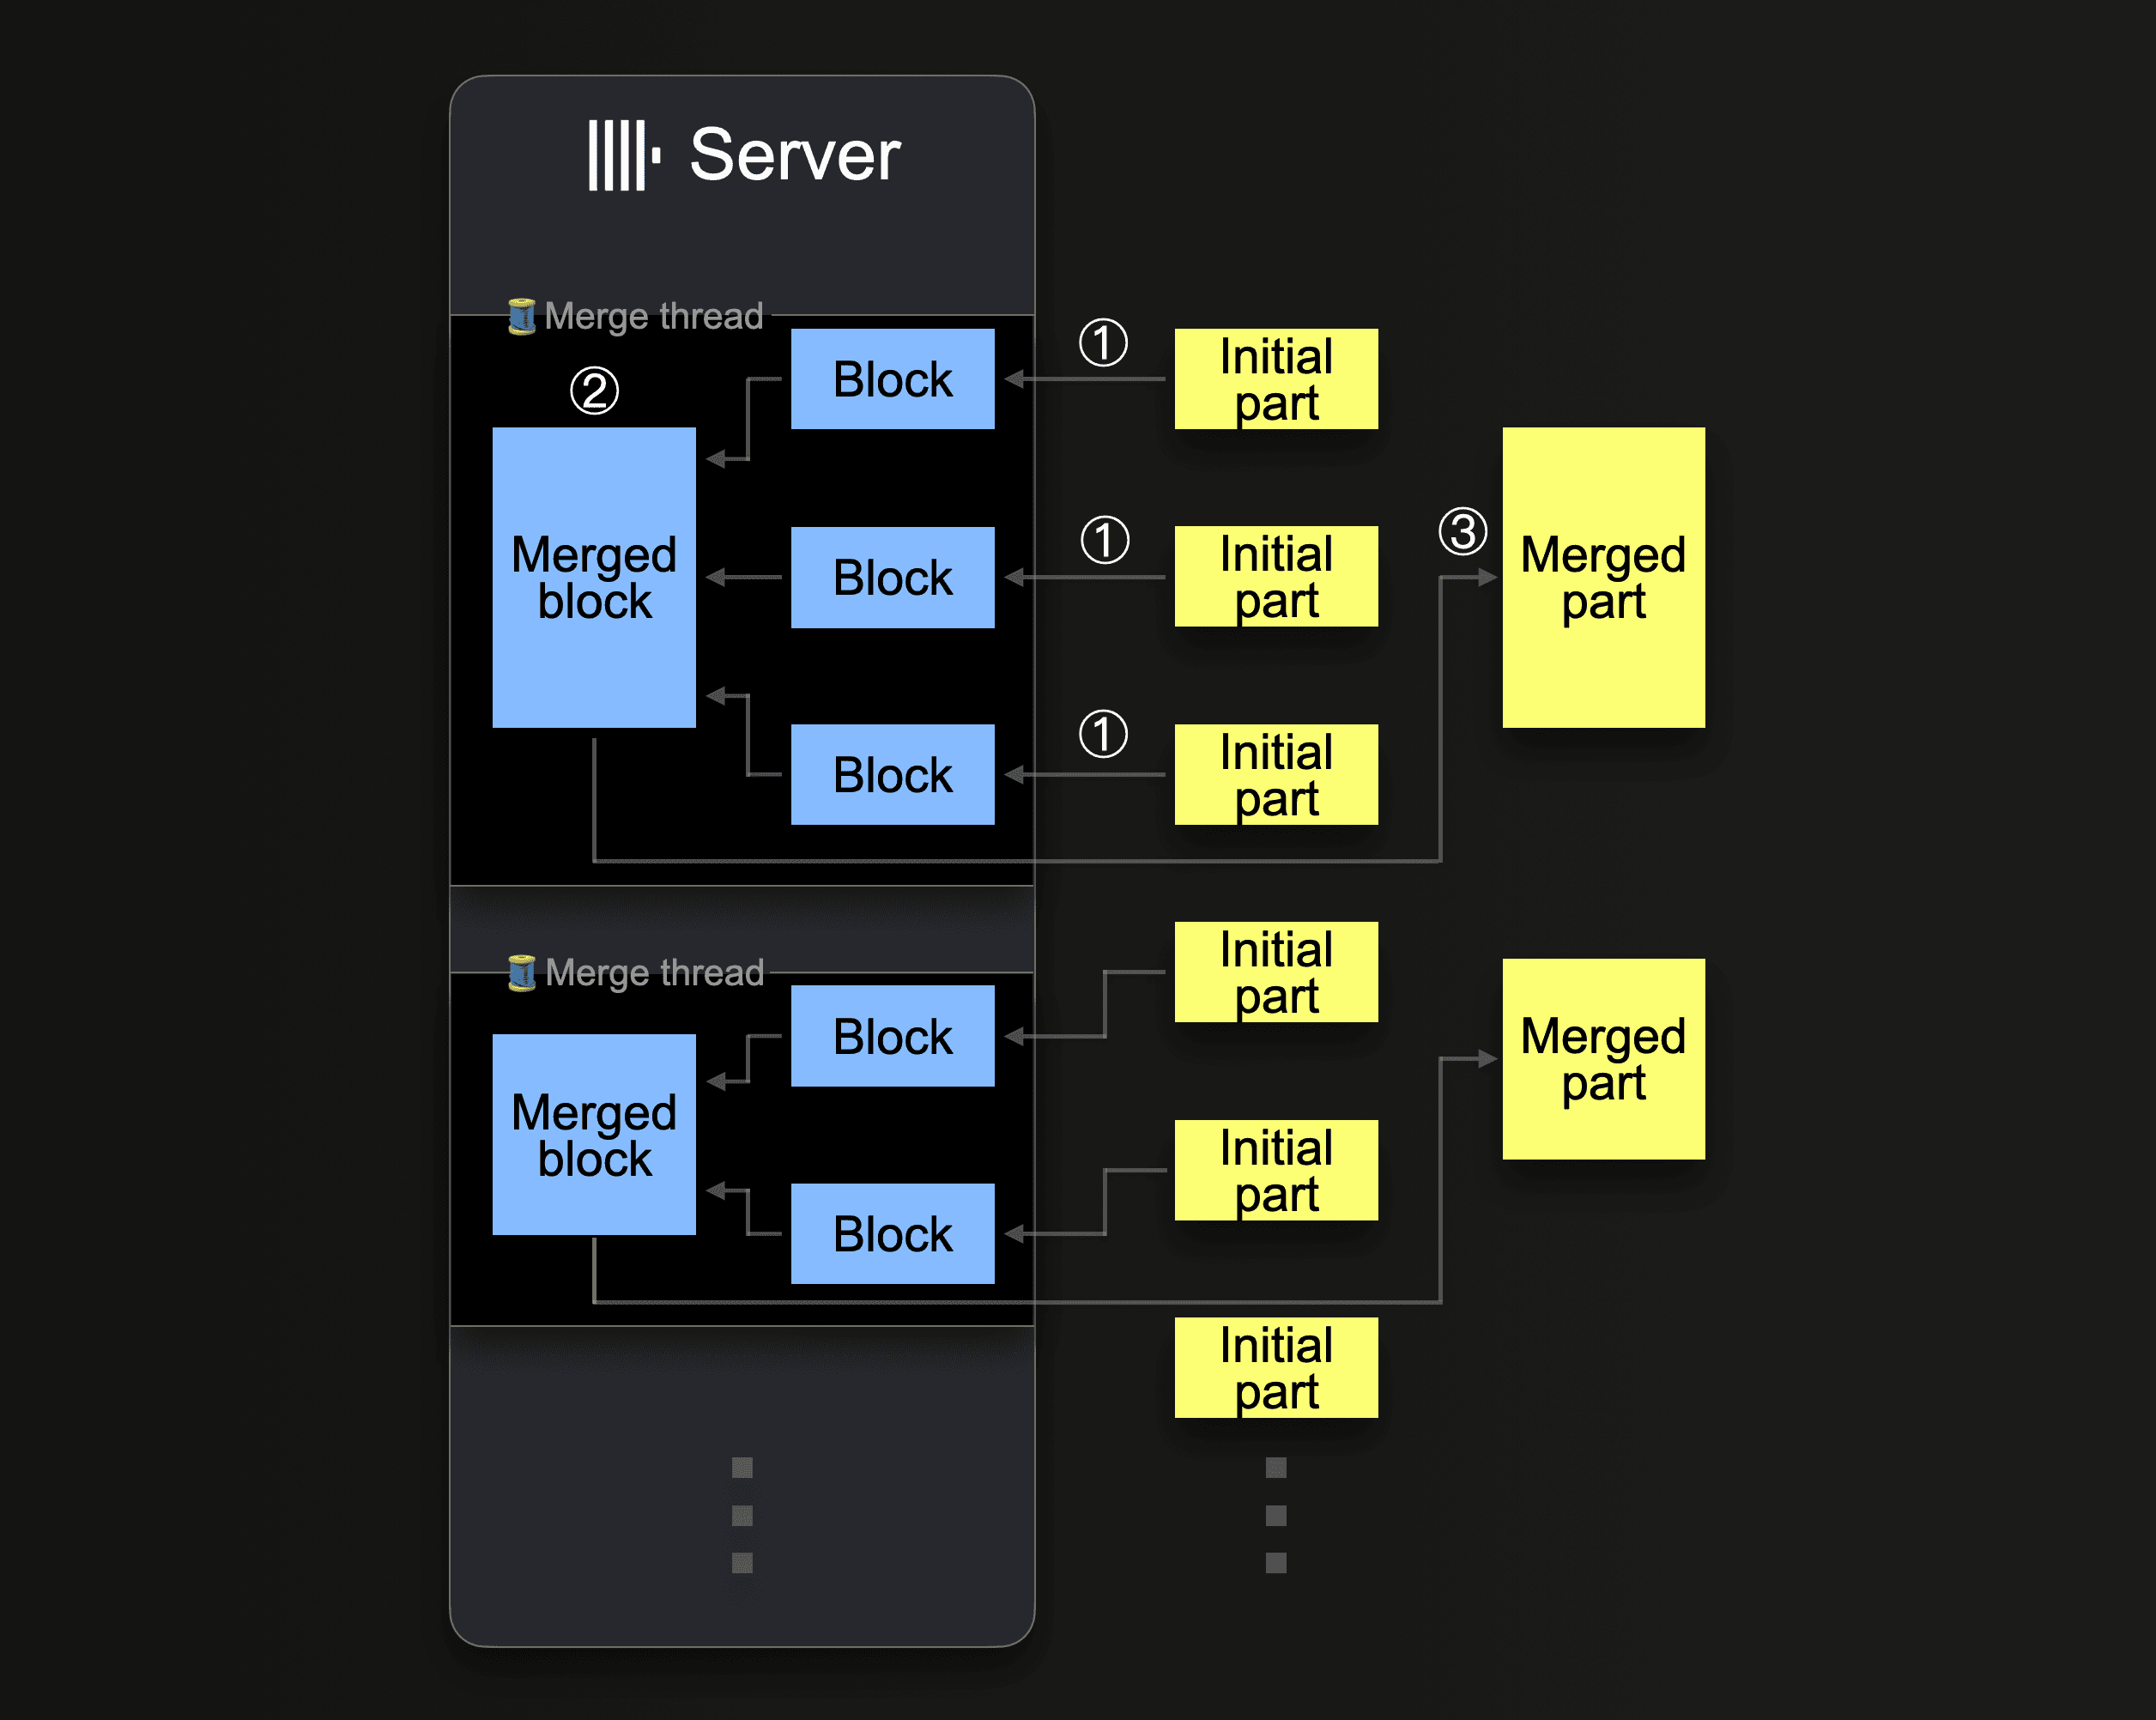 Server
Merge thread
②
Merged
block
Block
Block
Block
①
①
①
Initial
part
Initial
part
Initial
part
③
Merged
part
Merge thread
Merged
block
Block
Block
Initial
part
Initial
part
Initial
part
Merged
part